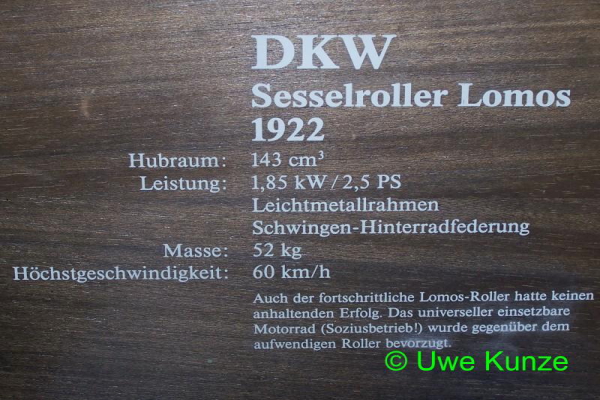 DKW
Sesselroller Lomos
1922
Hubraum: 143 cm³
Leistung: 1,85 kW / 2,5 PS
Leichtmetallrahmen
Schwingen-Hinterradfederung
Masse: 52 kg
Höchstgeschwindigkeit: 60 km/h
Auch der fortschrittliche Lomos-Roller hatte keinen
anhaltenden Erfolg. Das universeller einsetzbare
Motorrad (Soziusbetrieb!) wurde gegenüber dem
aufwendigen Roller bevorzugt.
© Uwe Kunze